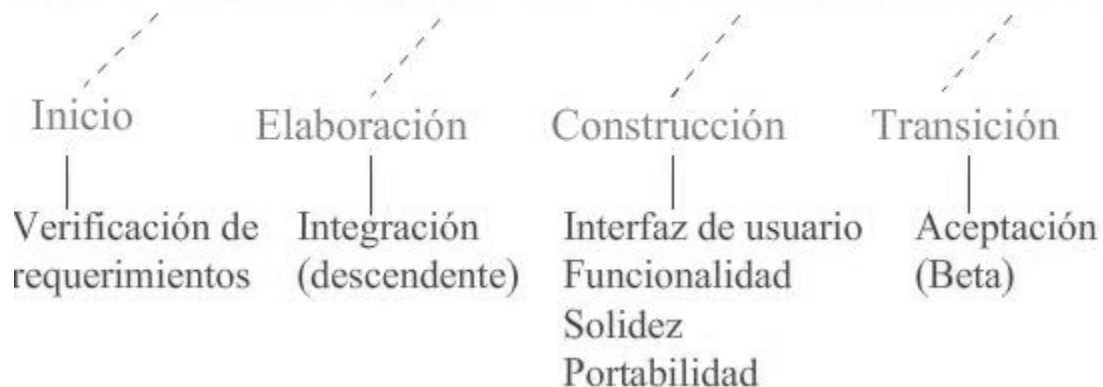 Inicio
Elaboración
Construcción
Transición
Verificación de
requerimientos
Integración
(descendente)
Interfaz de usuario
Funcionalidad
Solidez
Portabilidad
Aceptación
(Beta)